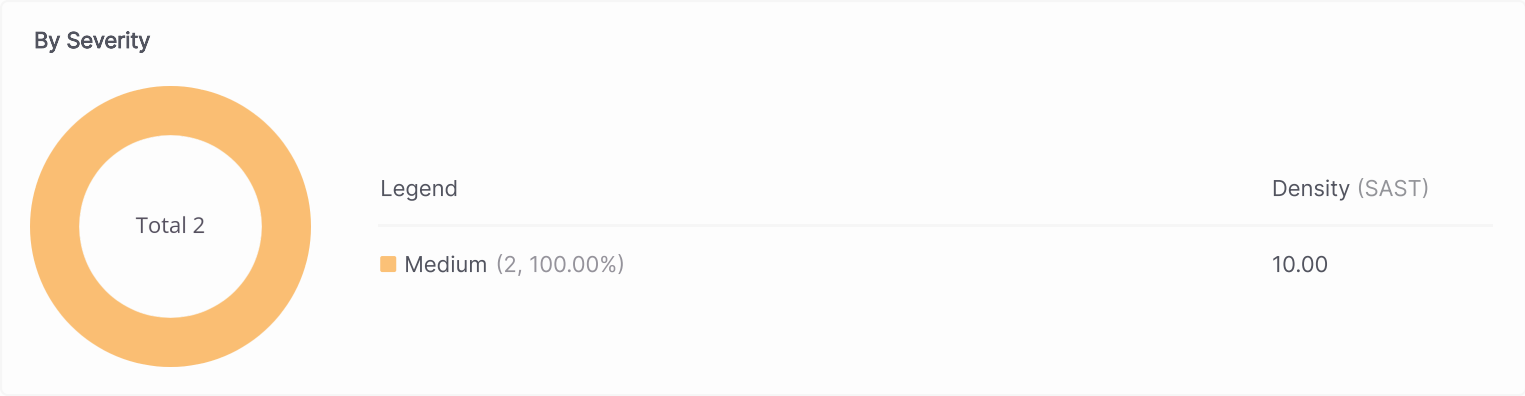 By Severity
Total 2
Legend
Density (SAST)
Medium (2, 100.00%)
10.00